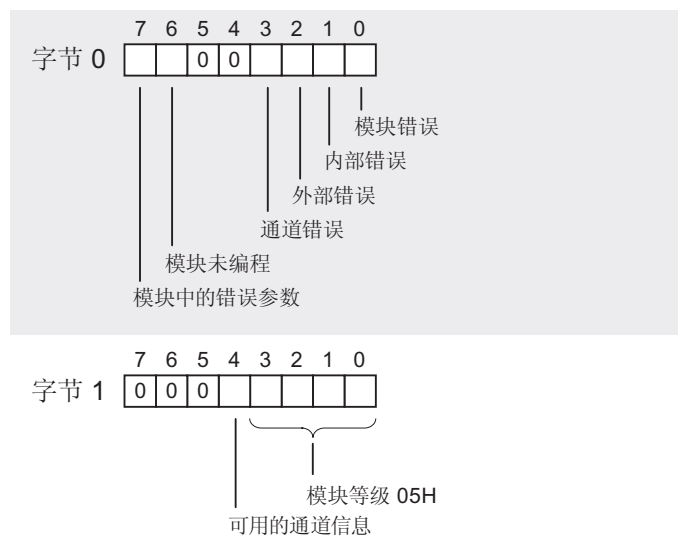 7 6 5 4 3 2 1 0
字节 0 0 0
模块错误
内部错误
外部错误
通道错误
模块未编程
模块中的错误参数
7 6 5 4 3 2 1 0
字节 1 0 0 0
模块等级 05H
可用的通道信息